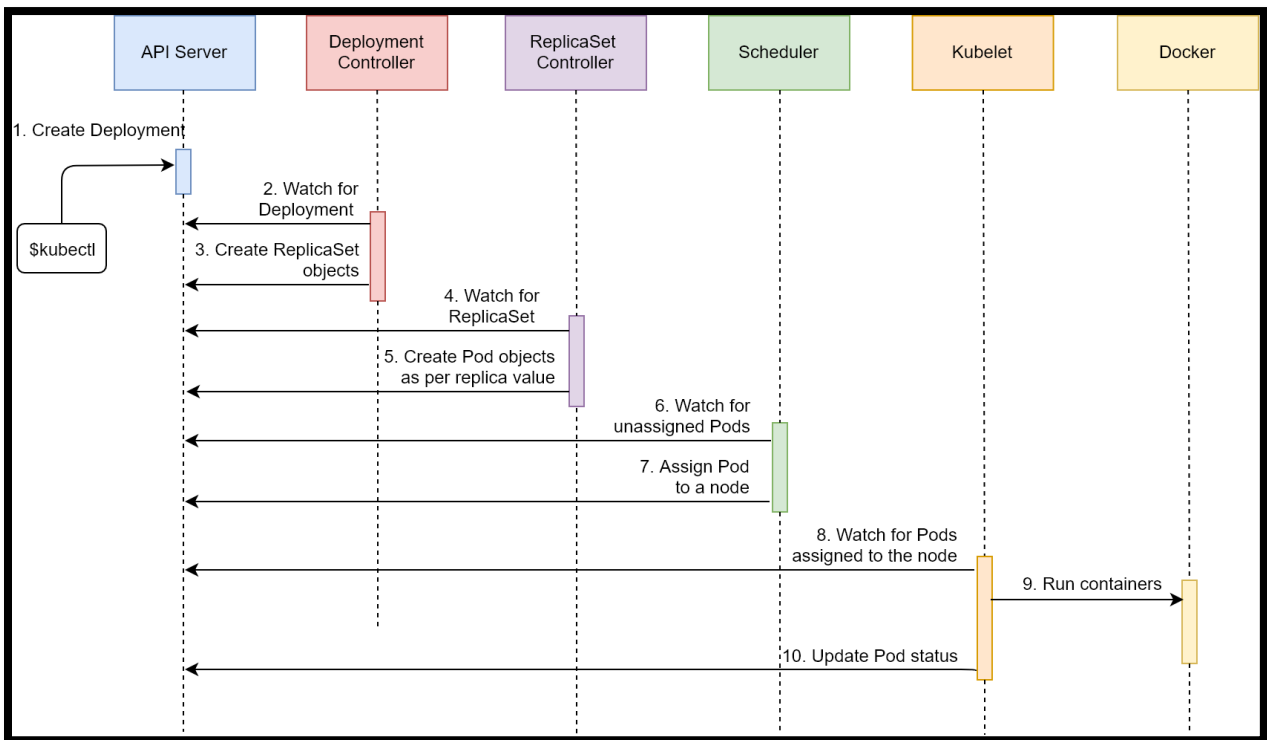 API Server
Deployment
Controller
ReplicaSet
Controller
Scheduler
Kubelet
Docker
1. Create Deployment
$kubectl
2. Watch for
Deployment
3. Create ReplicaSet
objects
4. Watch for
ReplicaSet
5. Create Pod objects
as per replica value
6. Watch for
unassigned Pods
7. Assign Pod
to a node
8. Watch for Pods
assigned to the node
9. Run containers
10. Update Pod status